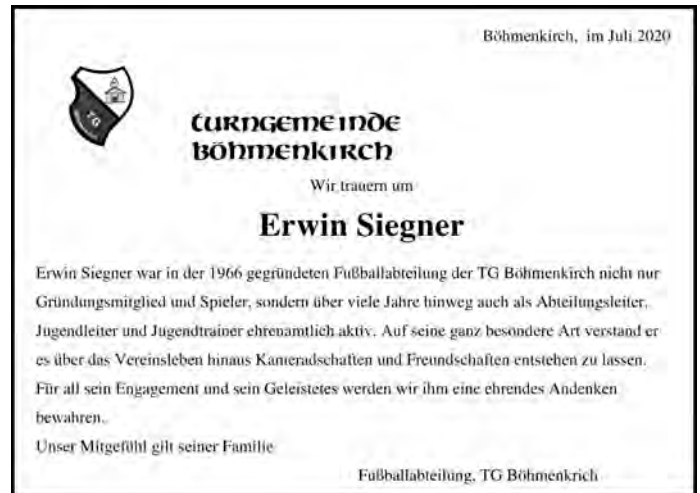 Böhmenkirch, im Juli 2020
TG
Turngemeinde
Böhmenkirch
Wir trauern um
Erwin Siegner
Erwin Siegner war in der 1966 gegründeten Fußballabteilung der TG Böhmenkirch nicht nur
Gründungsmitglied und Spieler, sondern über viele Jahre hinweg auch als Abteilungsleiter,
Jugendleiter und Jugendtrainer ehrenamtlich aktiv. Auf seine ganz besondere Art verstand er
es über das Vereinsleben hinaus Kameradschaften und Freundschaften entstehen zu lassen.
Für all sein Engagement und sein Geleistetes werden wir ihm eine ehrendes Andenken
bewahren.
Unser Mitgefühl gilt seiner Familie
Fußballabteilung, TG Böhmenkrich